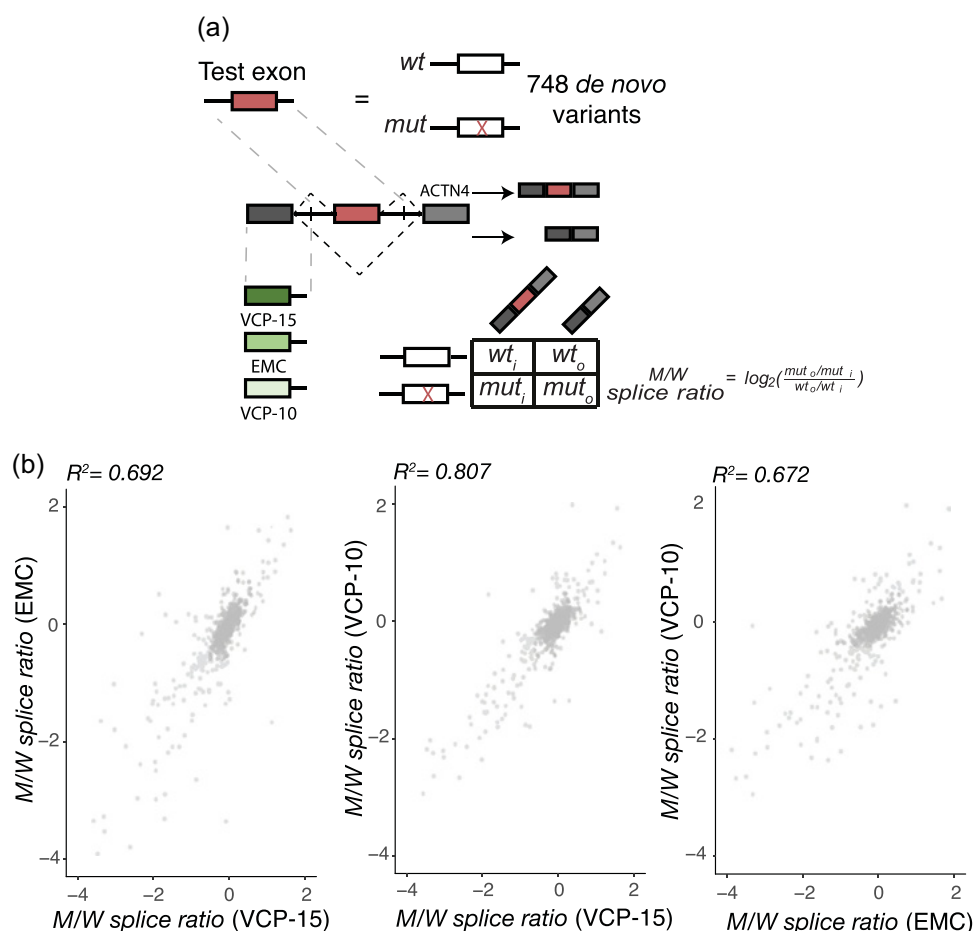 (a)
Test exon
=
wt
mut
X
748 de novo
variants
ACTN4
VCP-15
EMC
VCP-10
X
wt_i wt_o
mut_i mut_o
M/W
splice ratio = log₂(mut_o/mut_i / wt_o/wt_i)
(b)
R²= 0.692
2
0
−2
−4
M/W splice ratio (EMC)
−4 −2 0 2
M/W splice ratio (VCP-15)
R²= 0.807
2
0
−2
−4
M/W splice ratio (VCP-10)
−4 −2 0 2
M/W splice ratio (VCP-15)
R²= 0.672
2
0
−2
−4
M/W splice ratio (VCP-10)
−4 −2 0 2
M/W splice ratio (EMC)